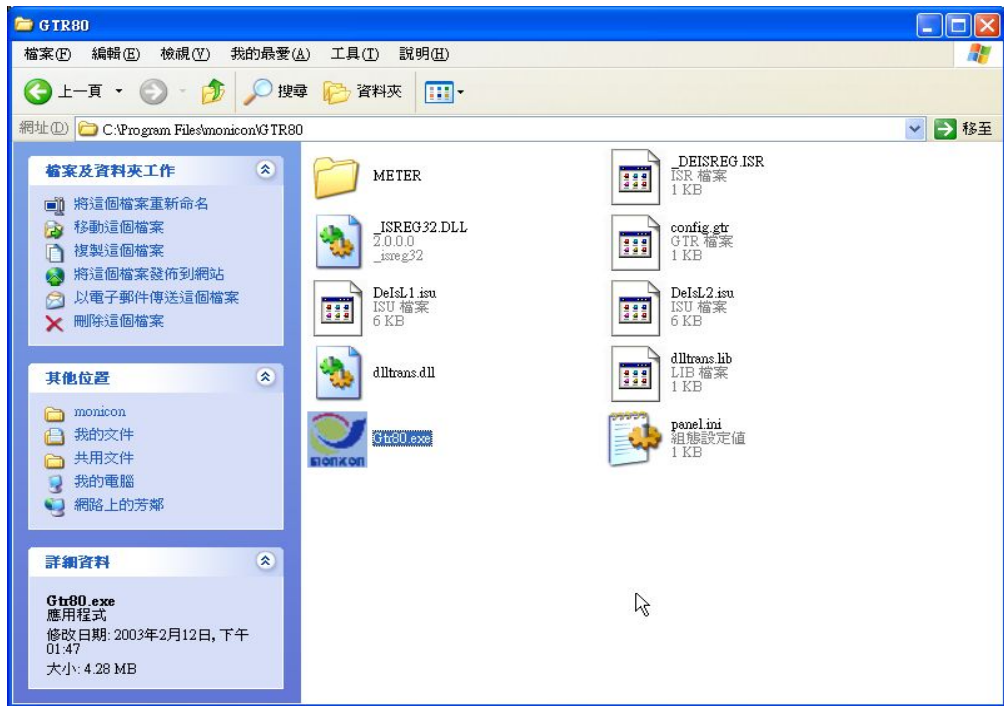 GTR80
檔案(F) 編輯(E) 檢視(V) 我的最愛(A) 工具(T) 說明(H)
上一頁 搜尋 資料夾
網址(D) C:\Program Files\monicon\GTR80 移至
檔案及資料夾工作
將這個檔案重新命名
移動這個檔案
複製這個檔案
將這個檔案發佈到網站
以電子郵件傳送這個檔案
刪除這個檔案
其他位置
monicon
我的文件
共用文件
我的電腦
網路上的芳鄰
詳細資料
Gtr80.exe
應用程式
修改日期: 2003年2月12日, 下午
01:47
大小: 4.28 MB
METER
_DEISREG.ISR
ISR 檔案
1 KB
_ISREG32.DLL
2.0.0.0
_isreg32
config.gtr
GTR 檔案
1 KB
DeIsL1.isu
ISU 檔案
6 KB
DeIsL2.isu
ISU 檔案
6 KB
dlltrans.dll
dlltrans.lib
LIB 檔案
1 KB
monicon
Gtr80.exe
panel.ini
組態設定值
1 KB